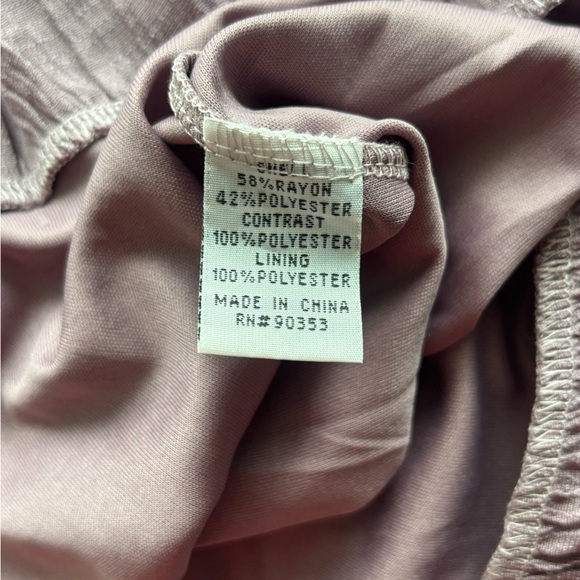 SHELL
58%RAYON
42%POLYESTER
CONTRAST
100%POLYESTER
LINING
100%POLYESTER
MADE IN CHINA
RN#90353